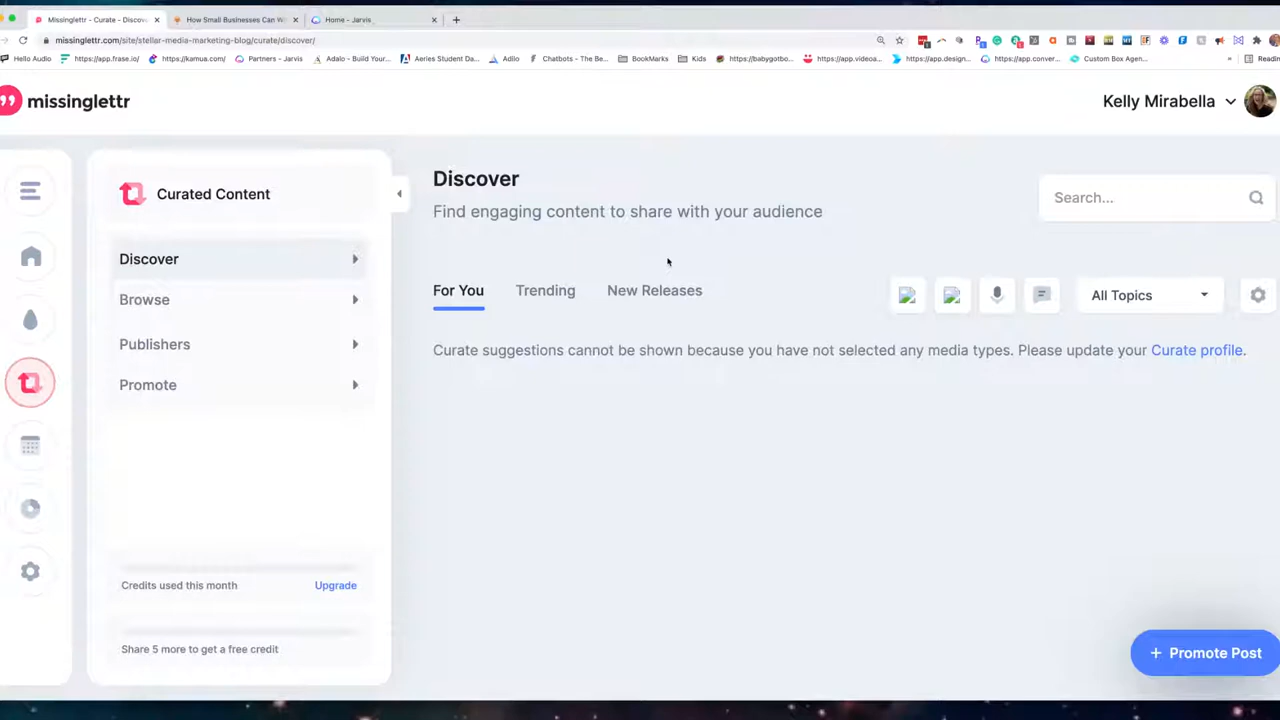 Missinglettr - Curate - Discov
How Small Businesses Can W
Home - Jarvis
missinglettr.com/site/stellar-media-marketing-blog/curate/discover/
Hello Audio
https://app.frase.io/
https://kamua.com/
Partners - Jarvis
Adalo - Build Your...
Aeries Student Da...
Adilo
Chatbots - The Be...
BookMarks
Kids
https://babygotbo...
https://app.videoa...
https://app.design...
https://app.conver...
Custom Box Agen...
Readin
missinglettr
Kelly Mirabella
Curated Content
Discover
Browse
Publishers
Promote
Credits used this month
Upgrade
Share 5 more to get a free credit
Discover
Find engaging content to share with your audience
Search...
For You
Trending
New Releases
All Topics
Curate suggestions cannot be shown because you have not selected any media types. Please update your Curate profile.
+ Promote Post